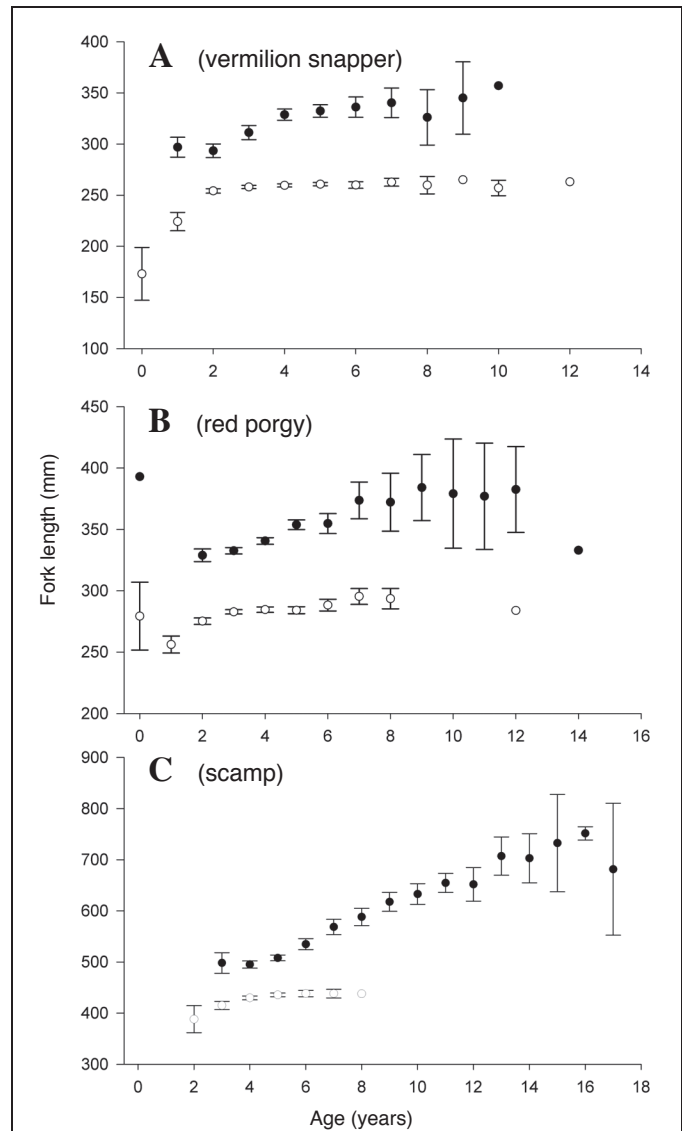 A (vermilion snapper)
400
350
300
250
200
150
100
0 2 4 6 8 10 12 14
Fork length (mm)
B (red porgy)
450
400
350
300
250
200
0 2 4 6 8 10 12 14 16
C (scamp)
900
800
700
600
500
400
300
0 2 4 6 8 10 12 14 16 18
Age (years)